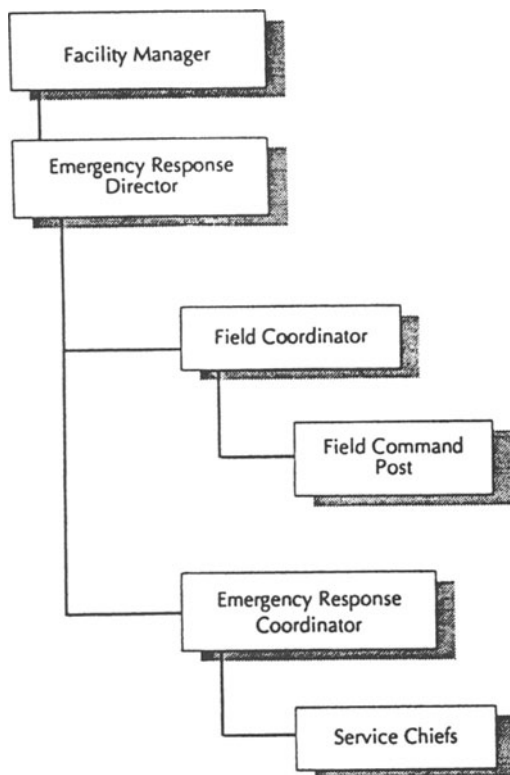 Facility Manager
Emergency Response
Director
Field Coordinator
Field Command
Post
Emergency Response
Coordinator
Service Chiefs